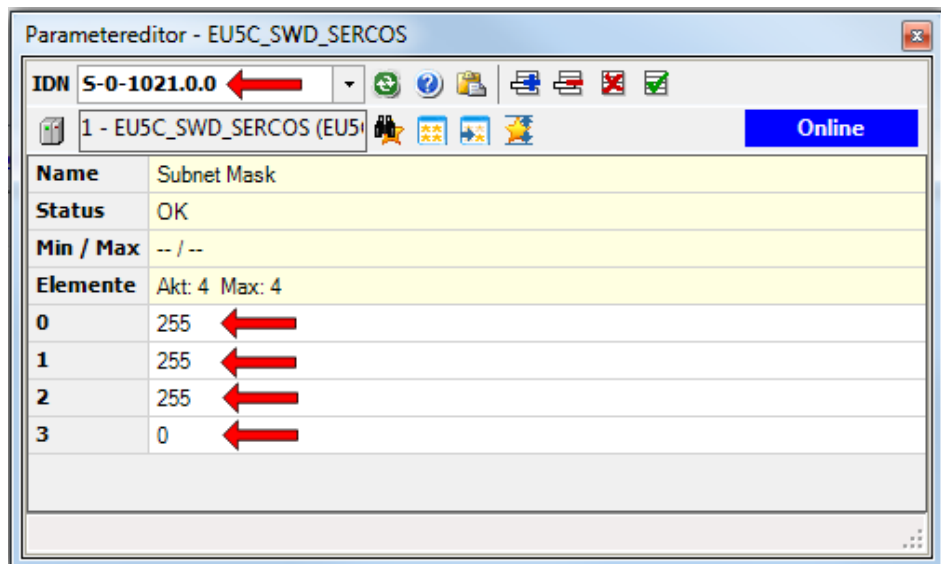 Parametereditor - EU5C_SWD_SERCOS
IDN S-0-1021.0.0
1 - EU5C_SWD_SERCOS (EU5 Online
Name Subnet Mask
Status OK
Min / Max -- / --
Elemente Akt: 4 Max: 4
0 255
1 255
2 255
3 0